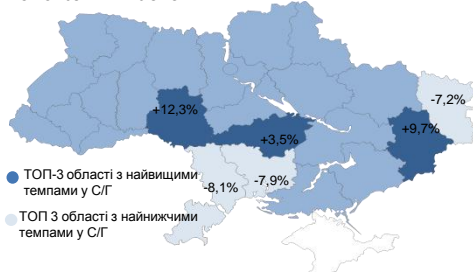 +12,3%
-7,2%
+9,7%
+3,5%
-7,9%
-8,1%
ТОП-3 області з найвищими
темпами у С/Г
ТОП 3 області з найнижчими
темпами у С/Г